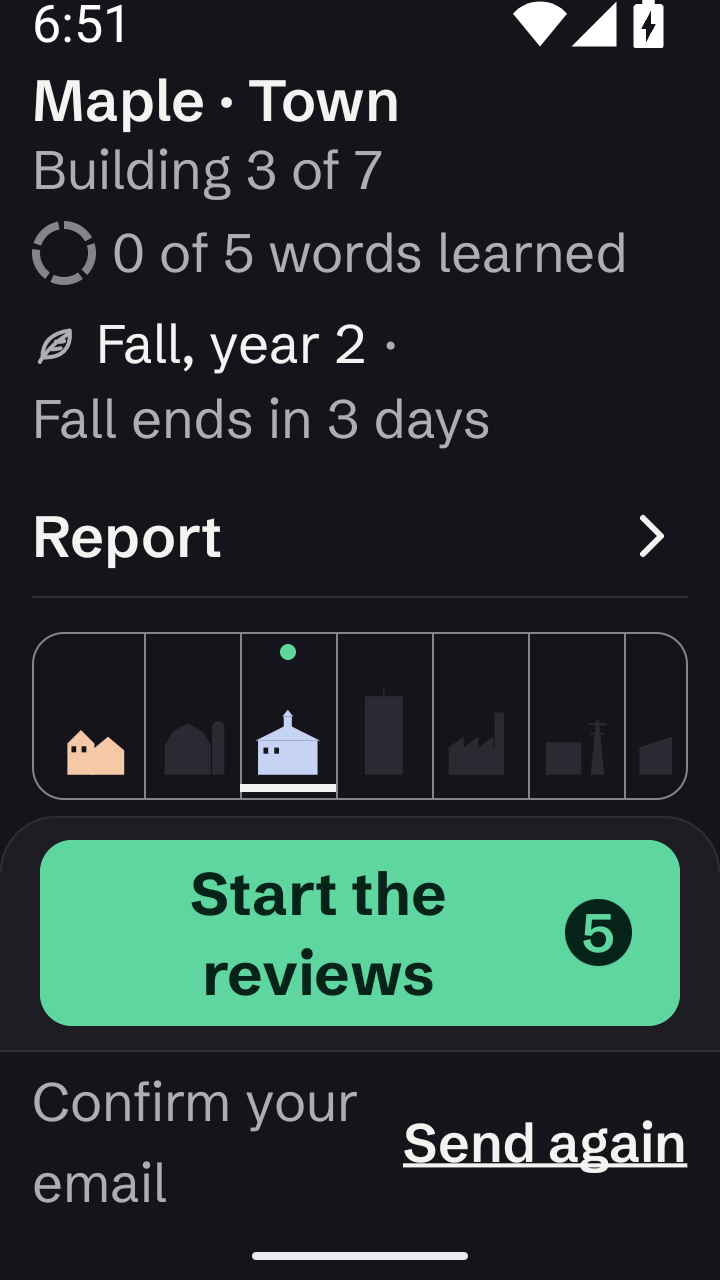 6:51
Maple · Town
Building 3 of 7
0 of 5 words learned
Fall, year 2 ·
Fall ends in 3 days
Report
Start the
reviews
5
Confirm your
email
Send again